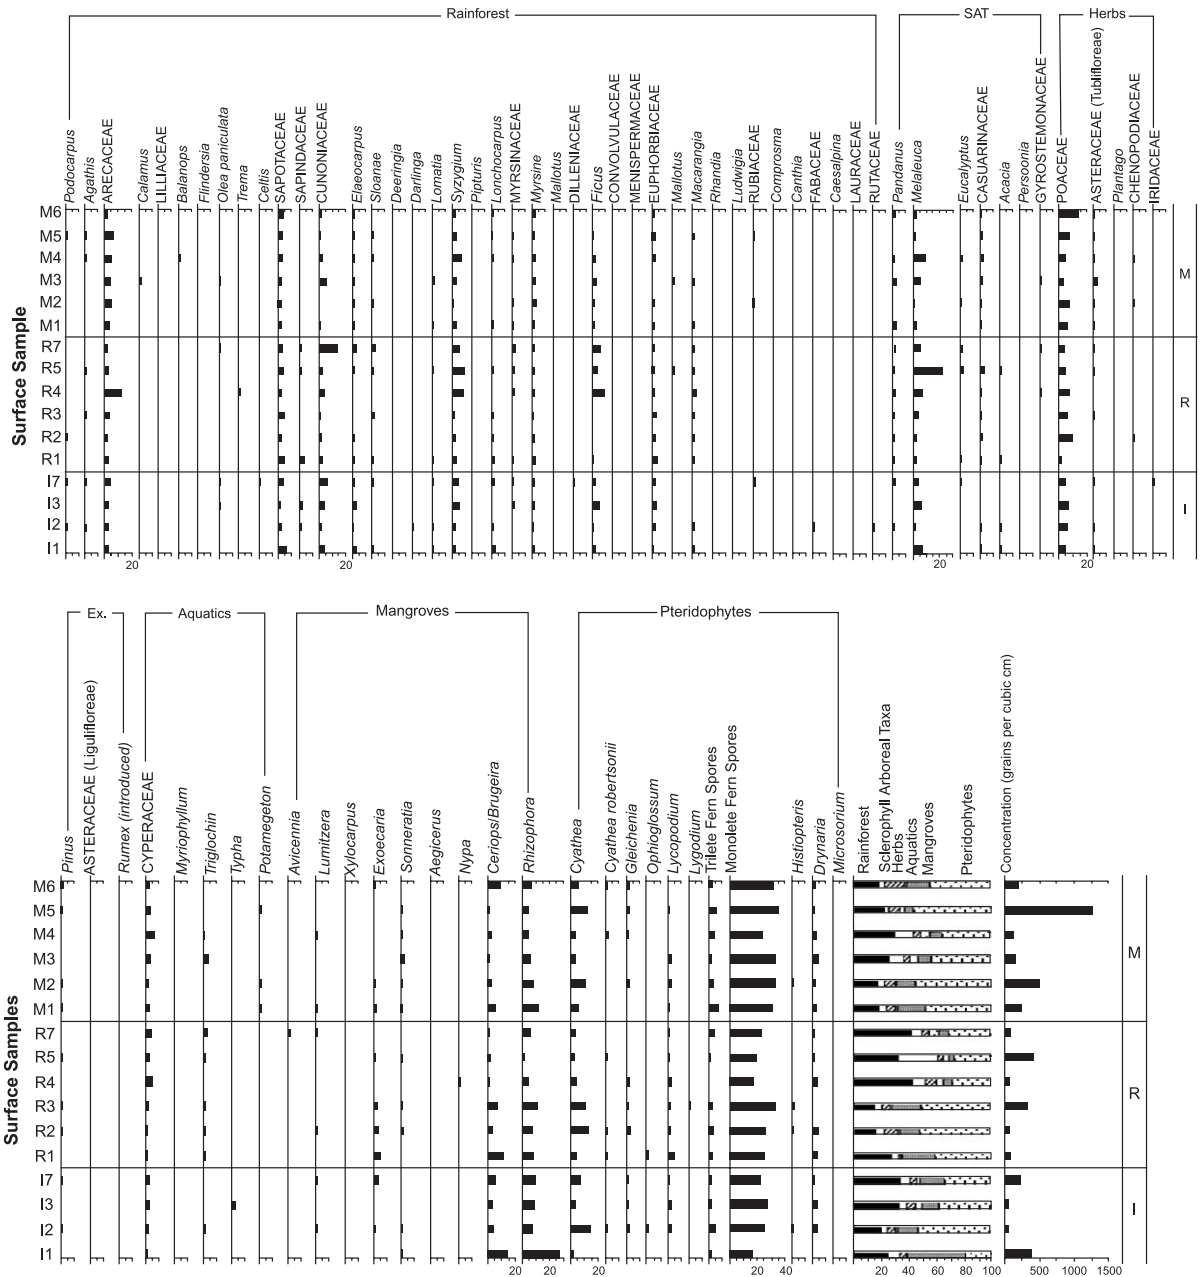 Rainforest
SAT
Herbs
Podocarpus
Agathis
ARECACEAE
Calamus
LILLIACEAE
Balanops
Flindersia
Olea paniculata
Trema
Celtis
SAPOTACEAE
SAPINDACEAE
CUNONIACEAE
Elaeocarpus
Sloanae
Deeringia
Darlinga
Lomatia
Syzygium
Pipturis
Lonchocarpus
MYRSINACEAE
Myrsine
Mallotus
DILLENIACEAE
Ficus
CONVOLVULACEAE
MENISPERMACEAE
EUPHORBIACEAE
Mallotus
Macarangia
Rhandia
Ludwigia
RUBIACEAE
Comprosma
Canthia
FABACEAE
Caesalpina
LAURACEAE
RUTACEAE
Pandanus
Melaleuca
Eucalyptus
CASUARINACEAE
Acacia
Persoonia
GYROSTEMONACEAE
POACEAE
ASTERACEAE (Tublifloreae)
Plantago
CHENOPODIACEAE
IRIDACEAE
Surface Sample
M6
M5
M4
M3
M2
M1
R7
R5
R4
R3
R2
R1
I7
I3
I2
I1
M
R
I
20 20 20 20
Ex.
Aquatics
Mangroves
Pteridophytes
Pinus
ASTERACEAE (Ligulifloreae)
Rumex (introduced)
CYPERACEAE
Myriophyllum
Triglochin
Typha
Potamegeton
Avicennia
Lumitzera
Xylocarpus
Exoecaria
Sonneratia
Aegicerus
Nypa
Ceriops/Brugeira
Rhizophora
Cyathea
Cyathea robertsonii
Gleichenia
Ophioglossum
Lycopodium
Lygodium
Trilete Fern Spores
Monolete Fern Spores
Histiopteris
Drynaria
Microsorium
Rainforest
Sclerophyll Arboreal Taxa
Herbs
Aquatics
Mangroves
Pteridophytes
Concentration (grains per cubic cm)
Surface Samples
M6
M5
M4
M3
M2
M1
R7
R5
R4
R3
R2
R1
I7
I3
I2
I1
M
R
I
20 20 20 20 40 20 40 60 80 100 500 1000 1500